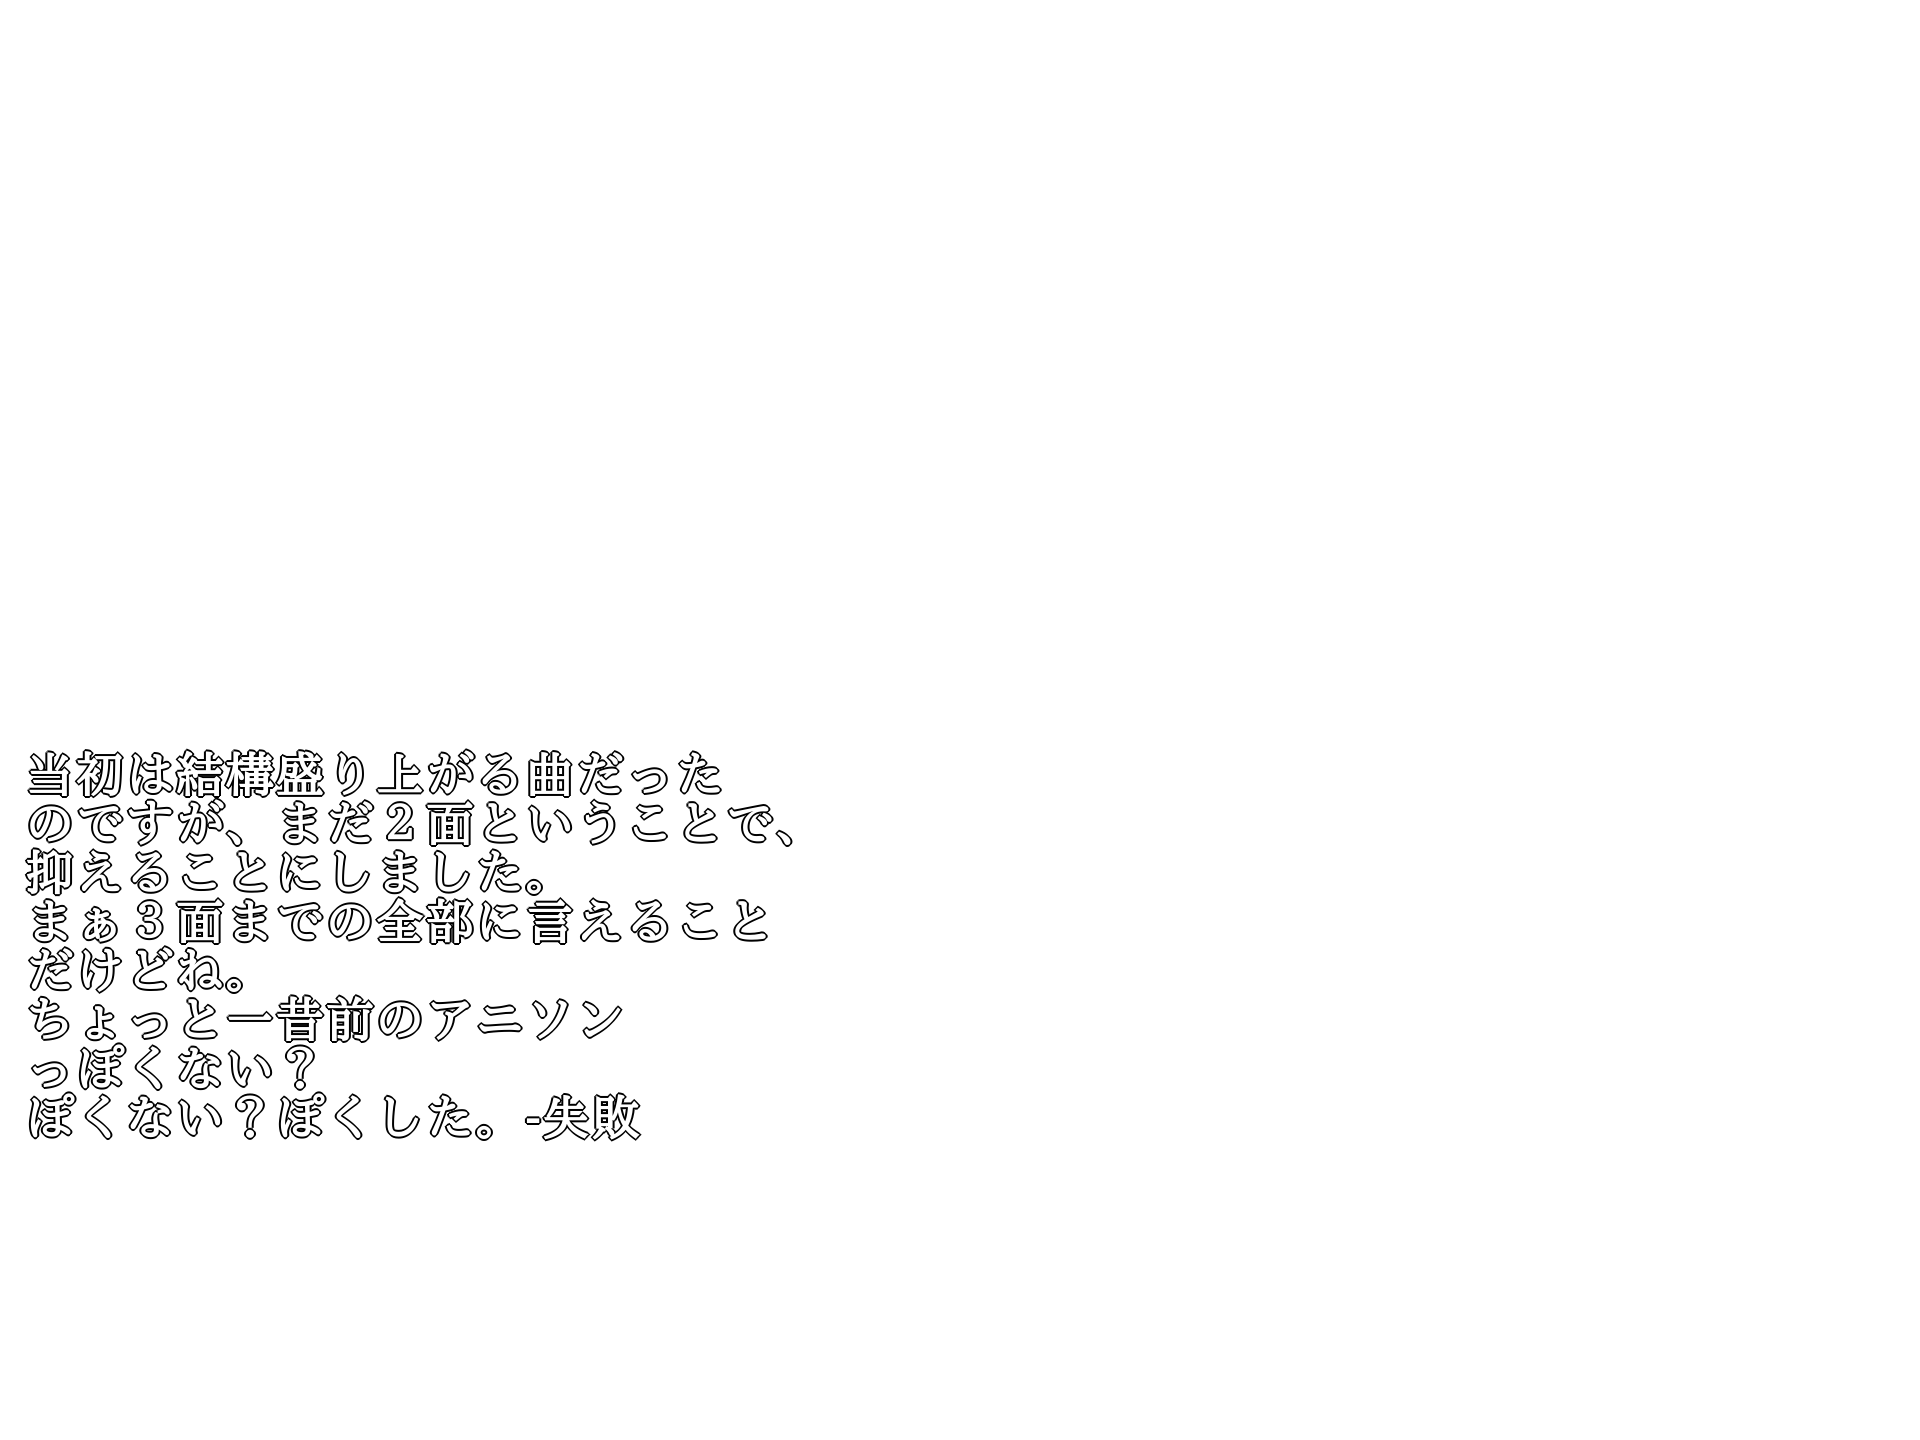 当初は結構盛り上がる曲だった
のですが、まだ２面ということで、
抑えることにしました。
まぁ３面までの全部に言えること
だけどね。
ちょっと一昔前のアニソン
っぽくない？
ぽくない？ぽくした。-失敗